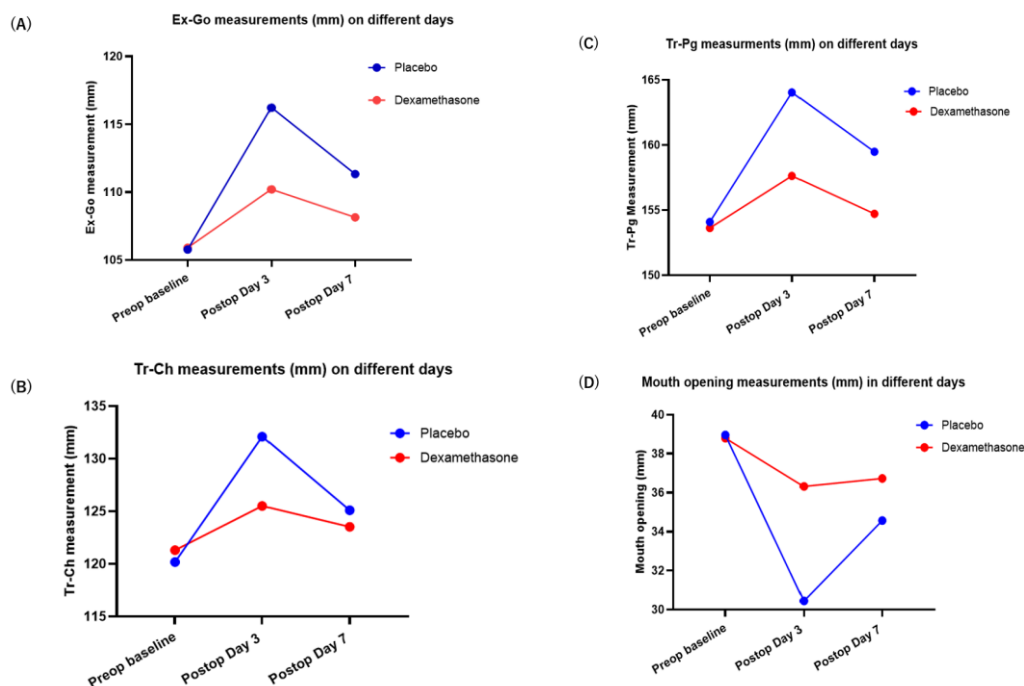 (A)
Ex-Go measurements (mm) on different days
Ex-Go measurement (mm)
120
115
110
105
Preop baseline
Postop Day 3
Postop Day 7
Placebo
Dexamethasone
(B)
Tr-Ch measurements (mm) on different days
Tr-Ch measurement (mm)
135
130
125
120
115
Preop baseline
Postop Day 3
Postop Day 7
Placebo
Dexamethasone
(C)
Tr-Pg measurments (mm) on different days
Tr-Pg Measurement (mm)
165
160
155
150
Preop baseline
Postop Day 3
Postop Day 7
Placebo
Dexamethasone
(D)
Mouth opening measurements (mm) in different days
Mouth opening (mm)
40
38
36
34
32
30
Preop baseline
Postop Day 3
Postop Day 7
Placebo
Dexamethasone